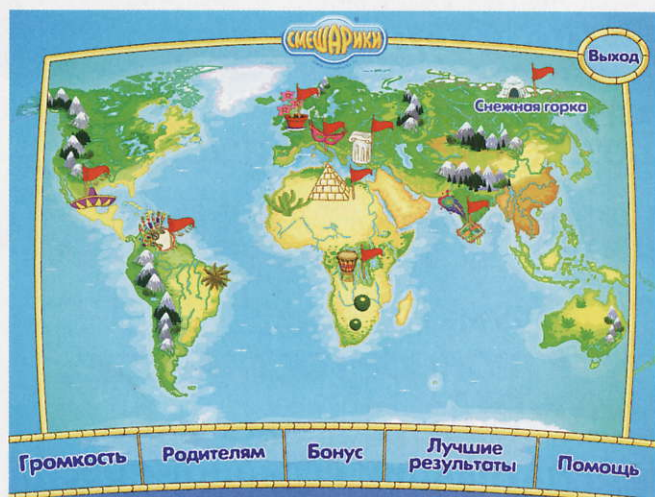 СМЕШАРИКИ
Выход
Снежная горка
Громкость
Родителям
Бонус
Лучшие
результаты
Помощь